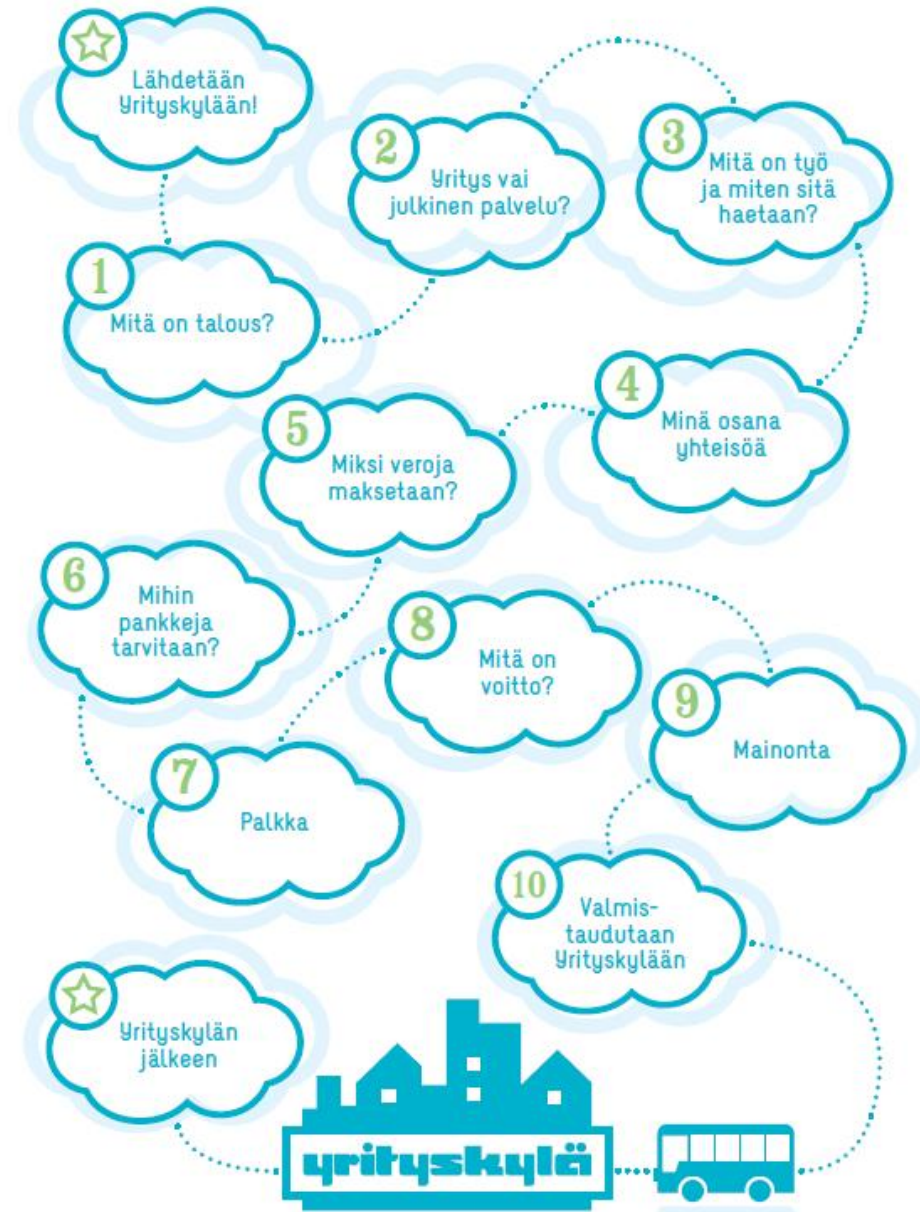 Lähdetään
Yrityskylään!
1
Mitä on talous?
2
Yritys vai
julkinen palvelu?
3
Mitä on työ
ja miten sitä
haetaan?
4
Minä osana
yhteisöä
5
Miksi veroja
maksetaan?
6
Mihin
pankkeja
tarvitaan?
7
Palkka
8
Mitä on
voitto?
9
Mainonta
10
Valmis-
taudutaan
Yrityskylään
yrityskylä
Yrityskylän
jälkeen